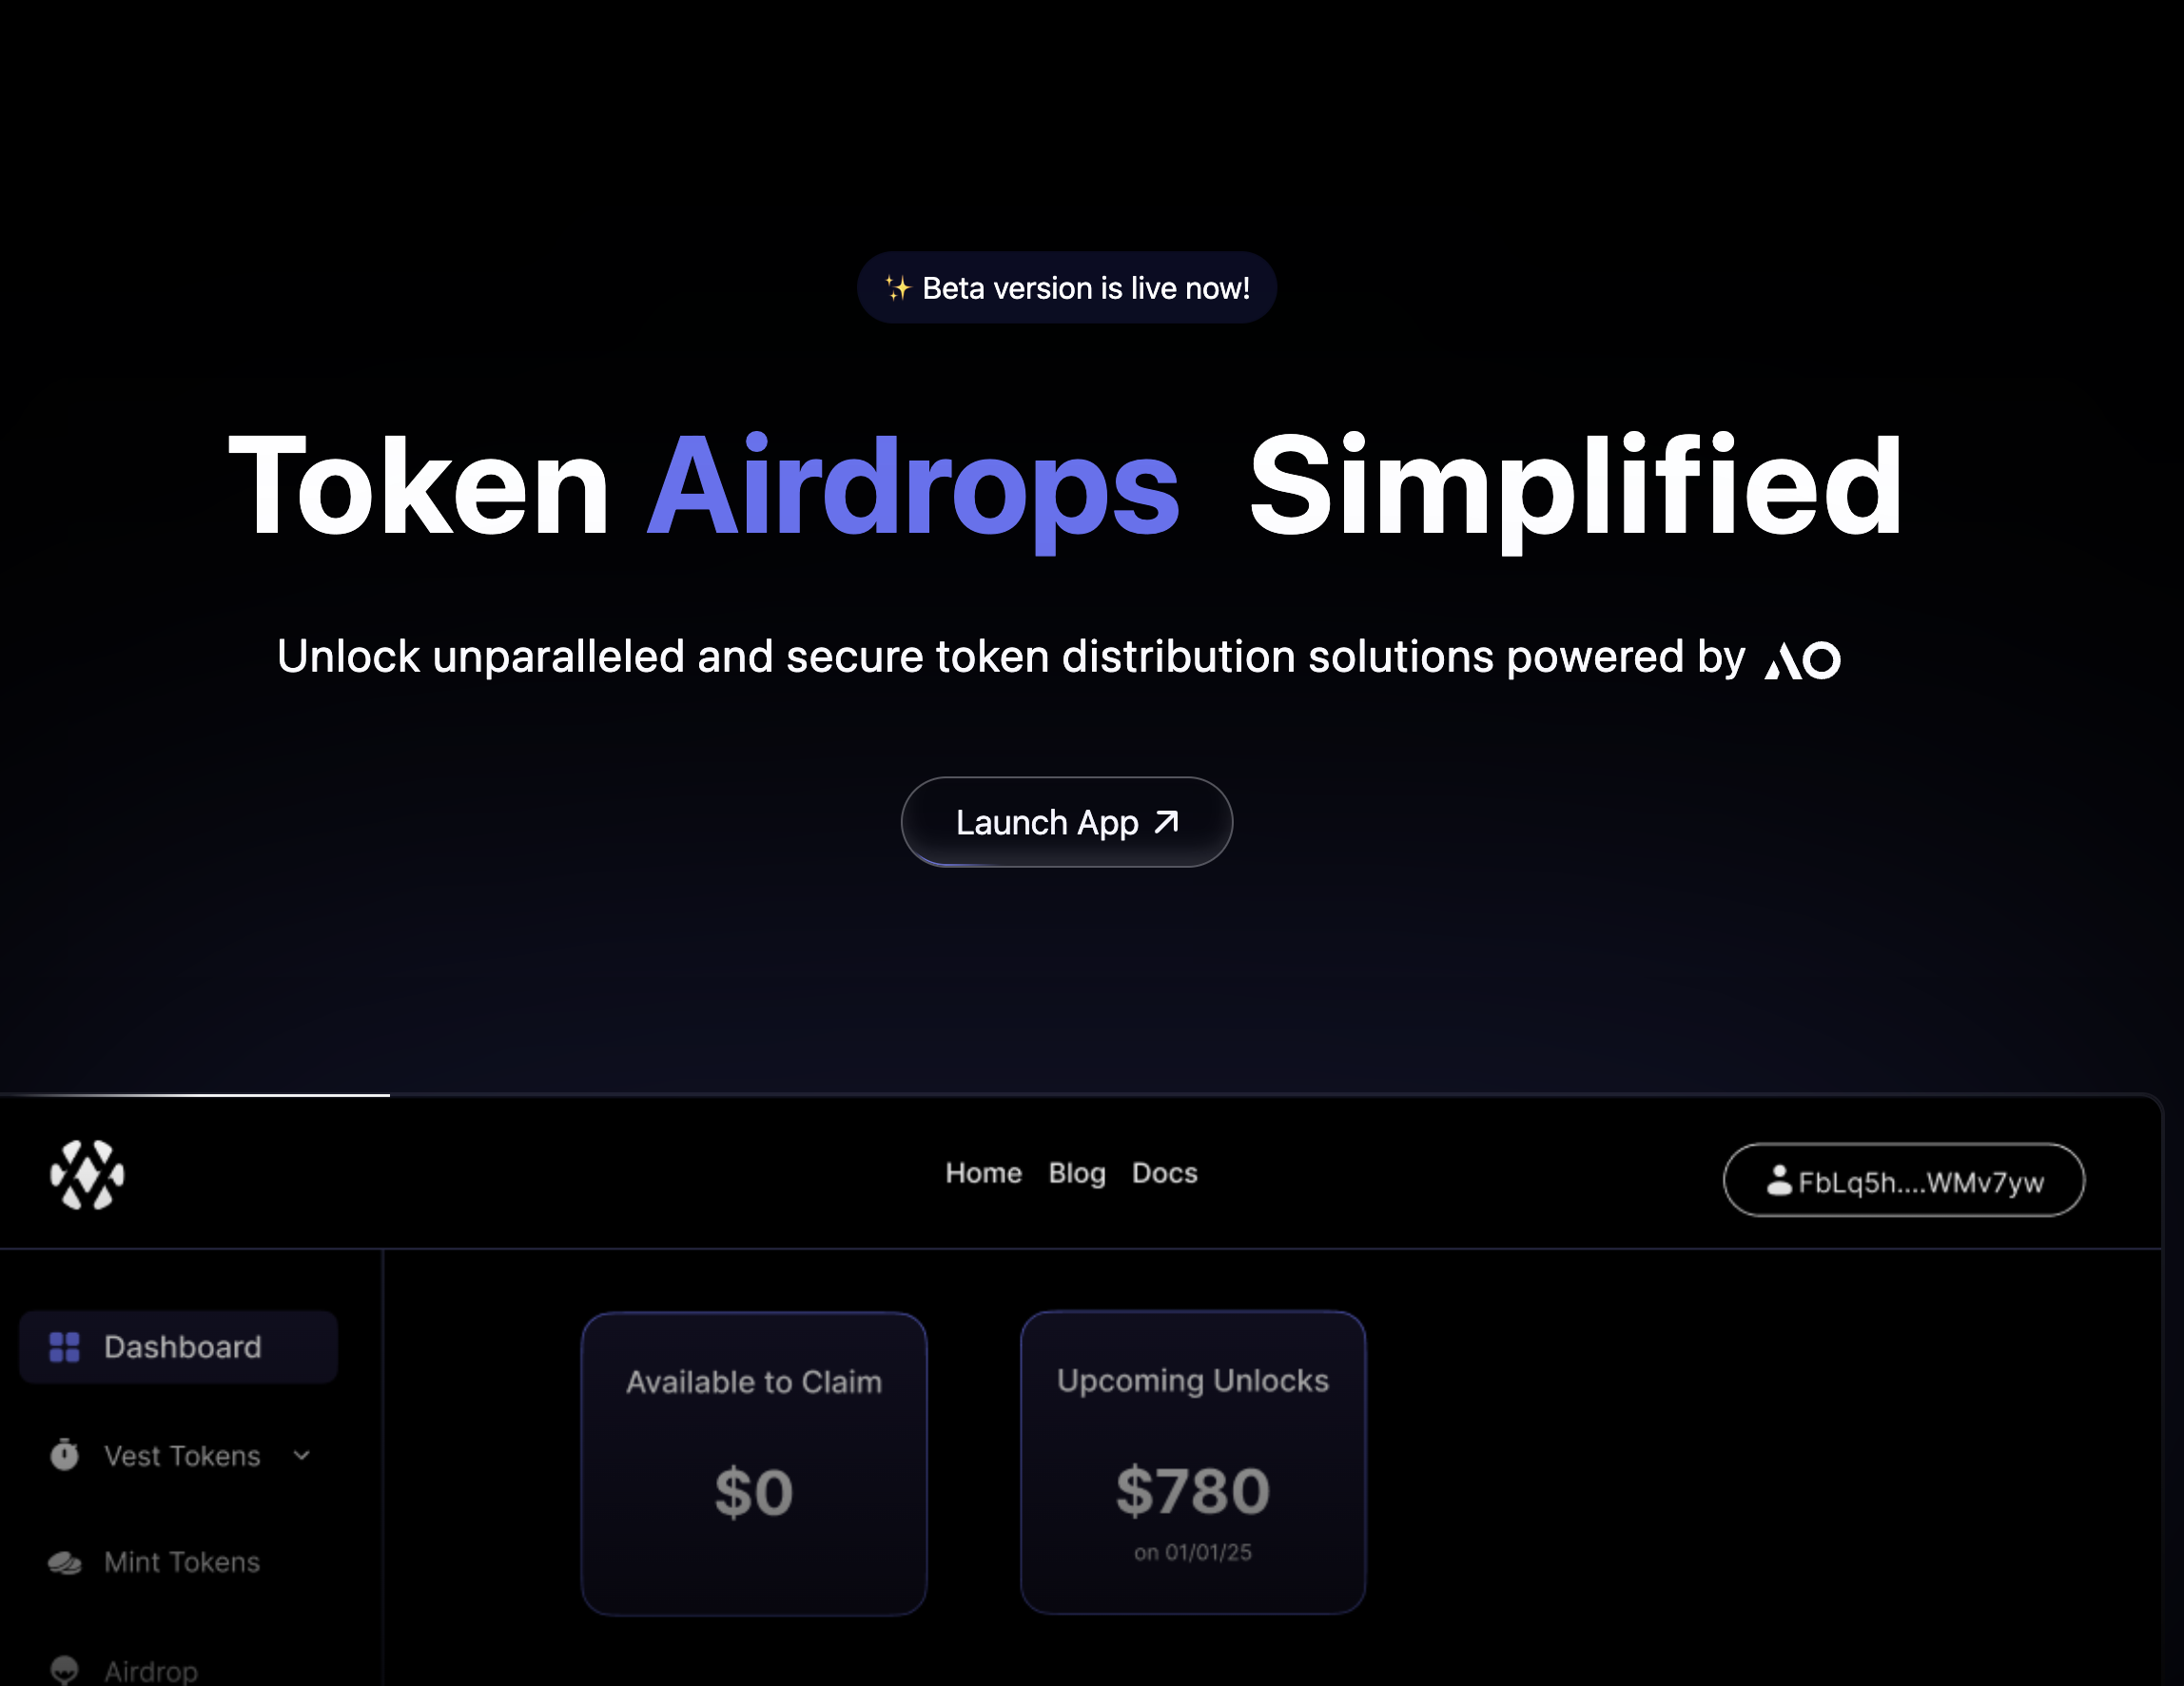 ✨ Beta version is live now!
Token Airdrops Simplified
Unlock unparalleled and secure token distribution solutions powered by AO
Launch App ↗
Home Blog Docs
FbLq5h....WMv7yw
Dashboard
Vest Tokens
Mint Tokens
Airdrop
Available to Claim
$0
Upcoming Unlocks
$780
on 01/01/25